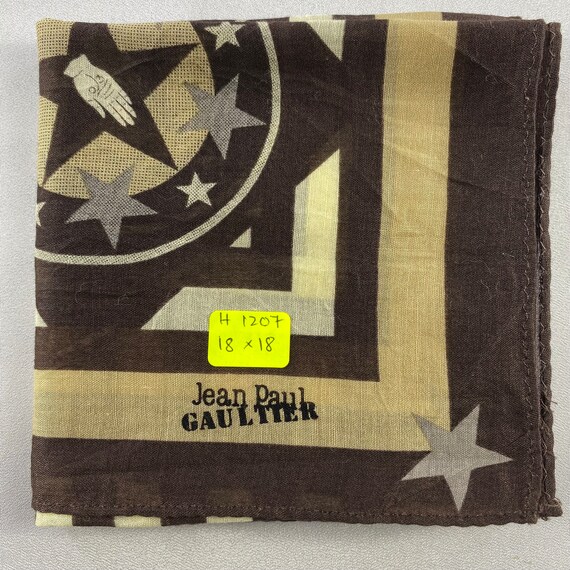 H 1207
18 x 18
Jean Paul
GAULTIER